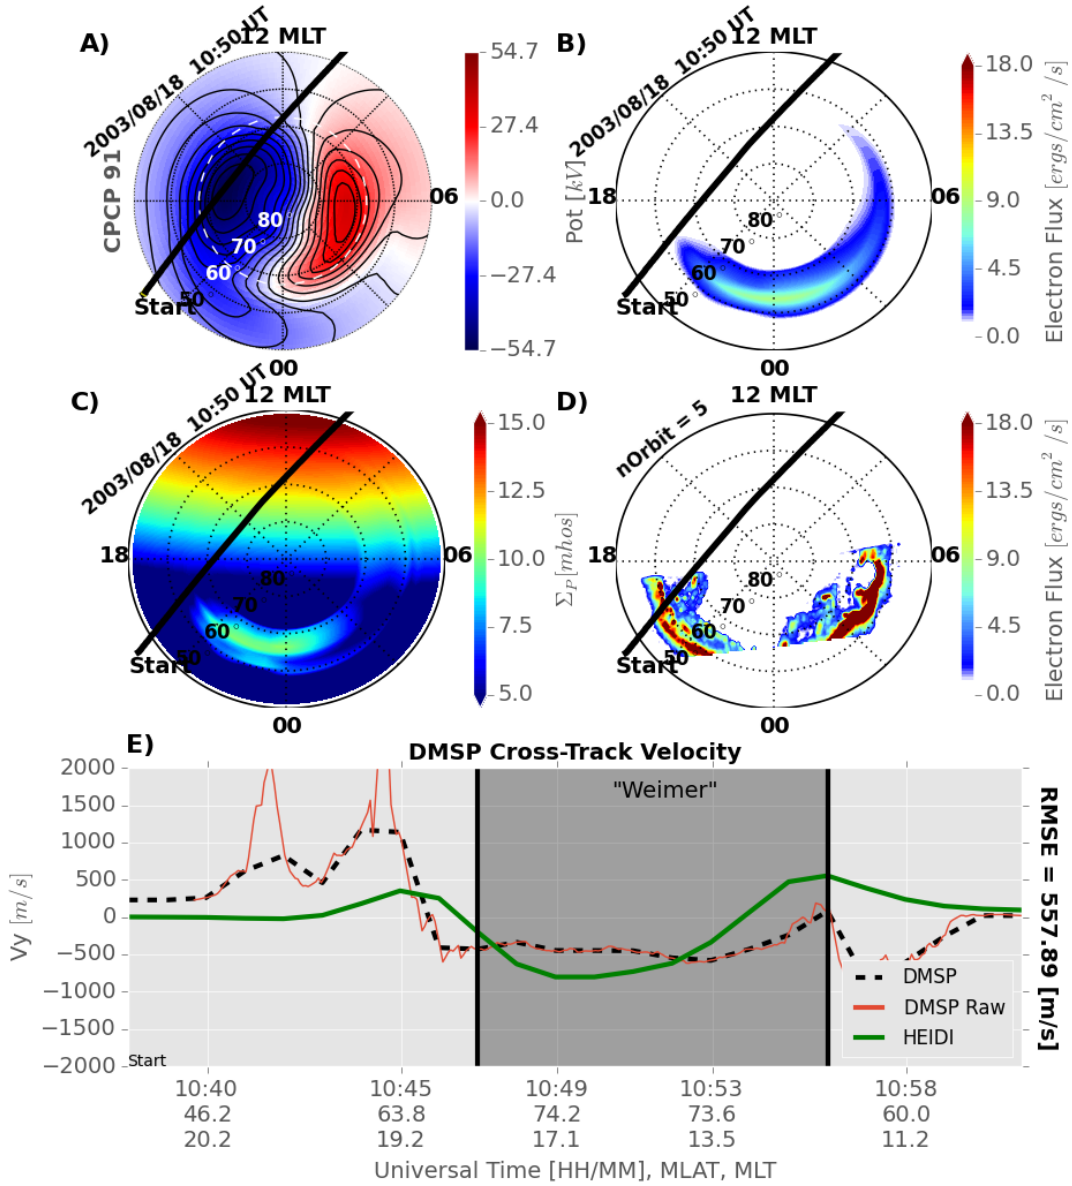 A)
12 MLT
2003/08/18 10:50 UT
CPCP 91
80
70
60
50
Start
00
06
54.7
27.4
0.0
−27.4
−54.7
Pot [kV]
B)
12 MLT
2003/08/18 10:50 UT
18
06
80
70
60
50
Start
00
18.0
13.5
9.0
4.5
0.0
Electron Flux [ergs/cm² /s]
C)
12 MLT
2003/08/18 10:50 UT
18
06
80
70
60
50
Start
00
15.0
12.5
10.0
7.5
5.0
Σ_P [mhos]
D)
12 MLT
nOrbit = 5
18
06
80
70
60
50
Start
00
18.0
13.5
9.0
4.5
0.0
Electron Flux [ergs/cm² /s]
E)
DMSP Cross-Track Velocity
"Weimer"
2000
1500
1000
500
0
−500
−1000
−1500
−2000
Vy [m/s]
Start
DMSP
DMSP Raw
HEIDI
RMSE = 557.89 [m/s]
10:40 10:45 10:49 10:53 10:58
46.2 63.8 74.2 73.6 60.0
20.2 19.2 17.1 13.5 11.2
Universal Time [HH/MM], MLAT, MLT